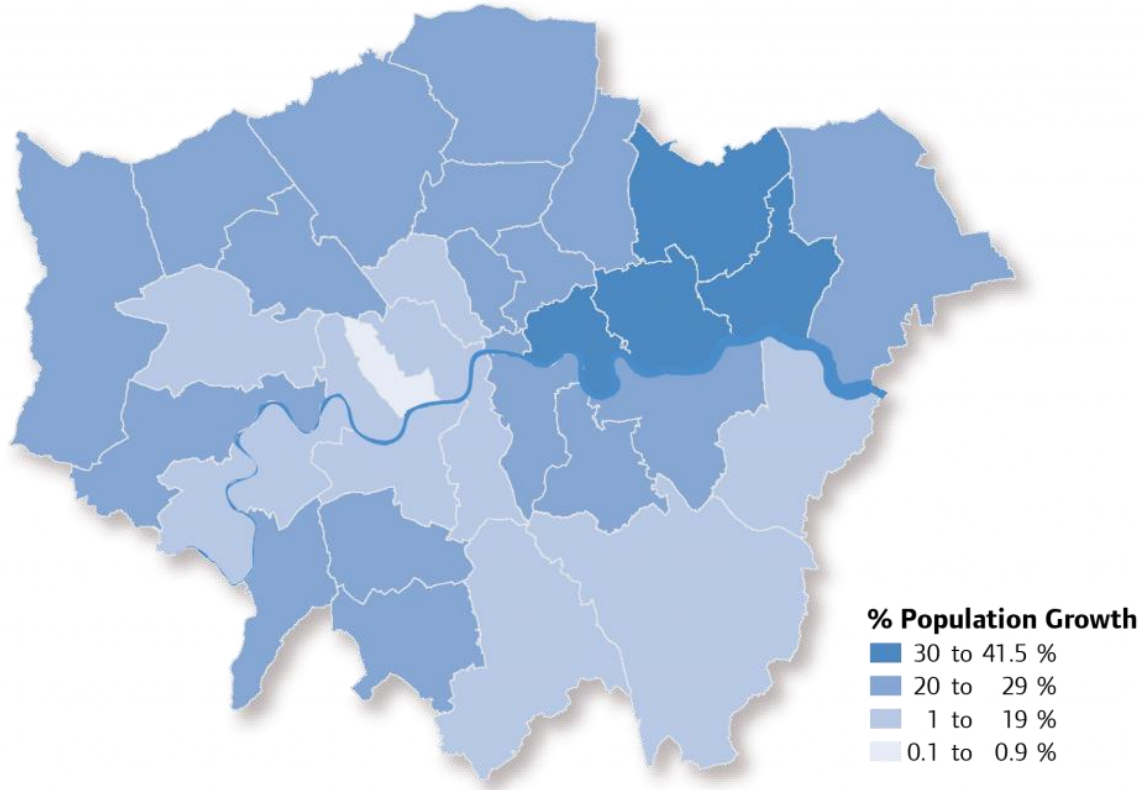 % Population Growth
30 to 41.5 %
20 to 29 %
1 to 19 %
0.1 to 0.9 %